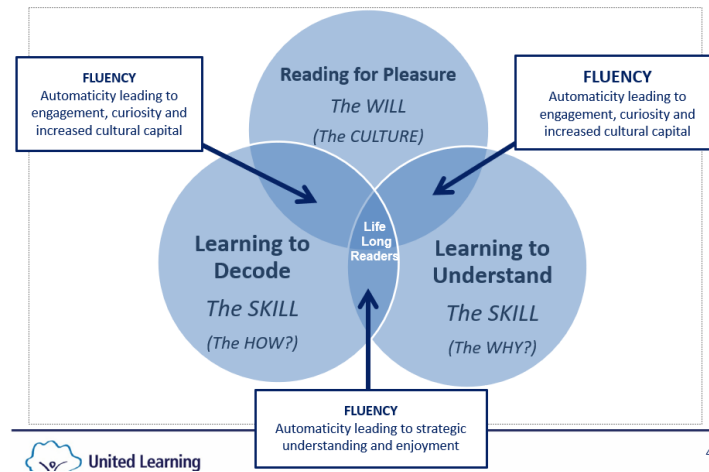 FLUENCY
Automaticity leading to
engagement, curiosity and
increased cultural capital
Reading for Pleasure
The WILL
(The CULTURE)
FLUENCY
Automaticity leading to
engagement, curiosity and
increased cultural capital
Life
Long
Readers
Learning to
Decode
The SKILL
(The HOW?)
Learning to
Understand
The SKILL
(The WHY?)
FLUENCY
Automaticity leading to strategic
understanding and enjoyment
United Learning
4